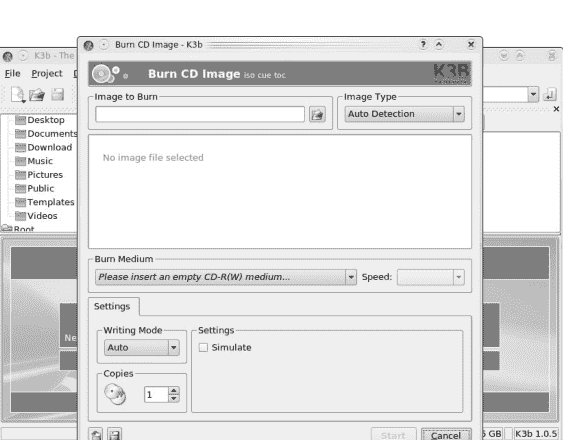 Burn CD Image - K3b
K3b - The
File Project
Burn CD Image iso cue toc
K3B
Image to Burn
Image Type
Auto Detection
Desktop
Documents
Download
Music
Pictures
Public
Templates
Videos
Root
No image file selected
Burn Medium
Please insert an empty CD-R(W) medium...
Speed:
Settings
Writing Mode
Auto
Settings
Simulate
Ne
Copies
1
Start
Cancel
GB
K3b 1.0.5